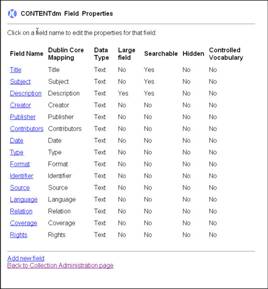 CONTENTdm Field Properties
Click on a field name to edit the properties for that field:
Field Name Dublin Core Mapping Data Type Large field Searchable Hidden Controlled Vocabulary
Title Title Text No Yes No No
Subject Subject Text No Yes No No
Description Description Text Yes Yes No No
Creator Creator Text No No No No
Publisher Publisher Text No No No No
Contributors Contributors Text No No No No
Date Date Text No No No No
Type Type Text No No No No
Format Format Text No No No No
Identifier Identifier Text No No No No
Source Source Text No No No No
Language Language Text No No No No
Relation Relation Text No No No No
Coverage Coverage Text No No No No
Rights Rights Text No No No No
Add new field
Back to Collection Administration page